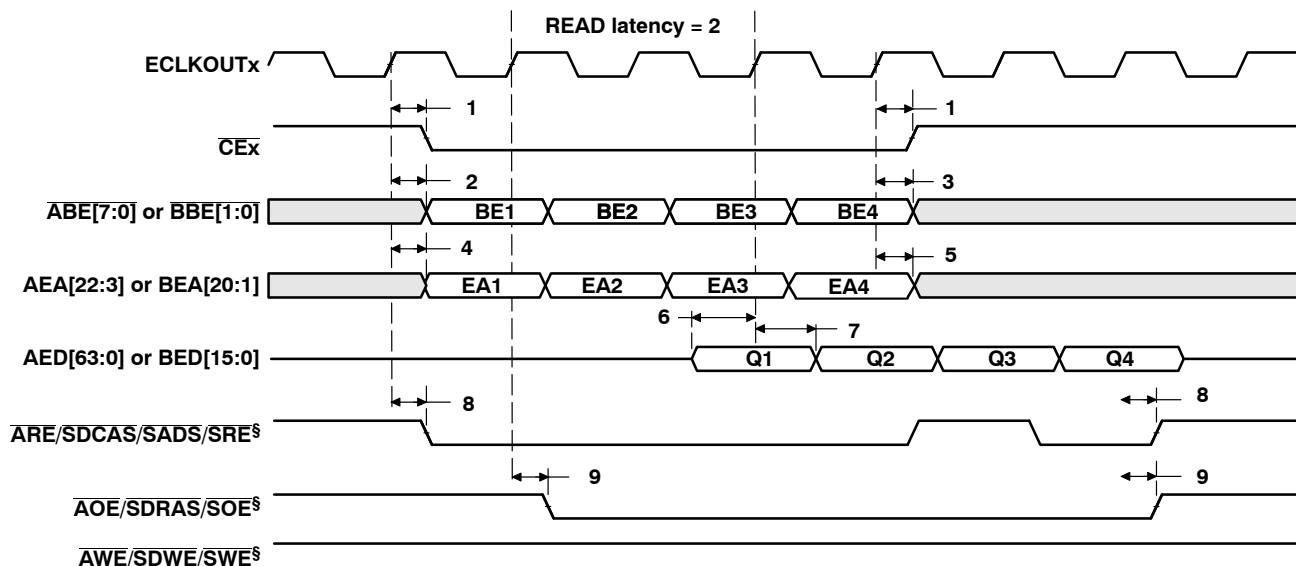 READ latency = 2
ECLKOUTx
1 1
CEx
2 3
ABE[7:0] or BBE[1:0] BE1 BE2 BE3 BE4
4 5
AEA[22:3] or BEA[20:1] EA1 EA2 EA3 EA4
6 7
AED[63:0] or BED[15:0] Q1 Q2 Q3 Q4
8 8
ARE/SDCAS/SADS/SRE§
9 9
AOE/SDRAS/SOE§
AWE/SDWE/SWE§